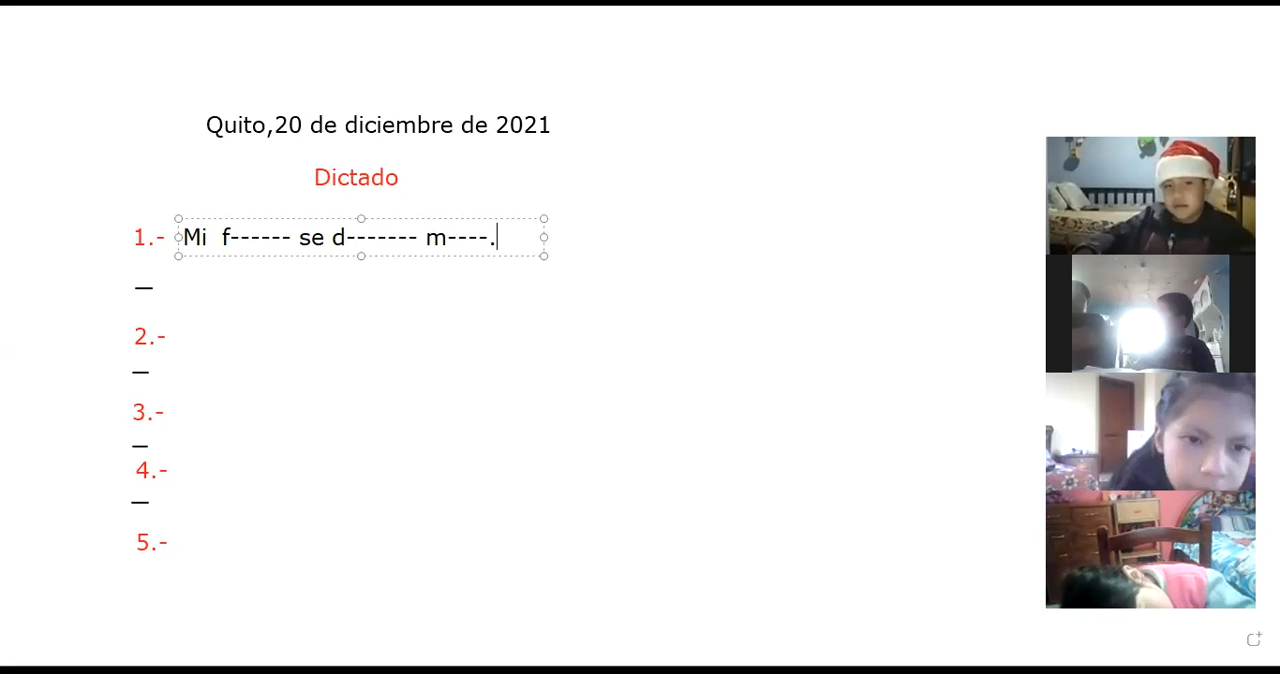 Quito,20 de diciembre de 2021
Dictado
1.- Mi f------ se d------- m----.
_
2.-
_
3.-
_
4.-
_
5.-